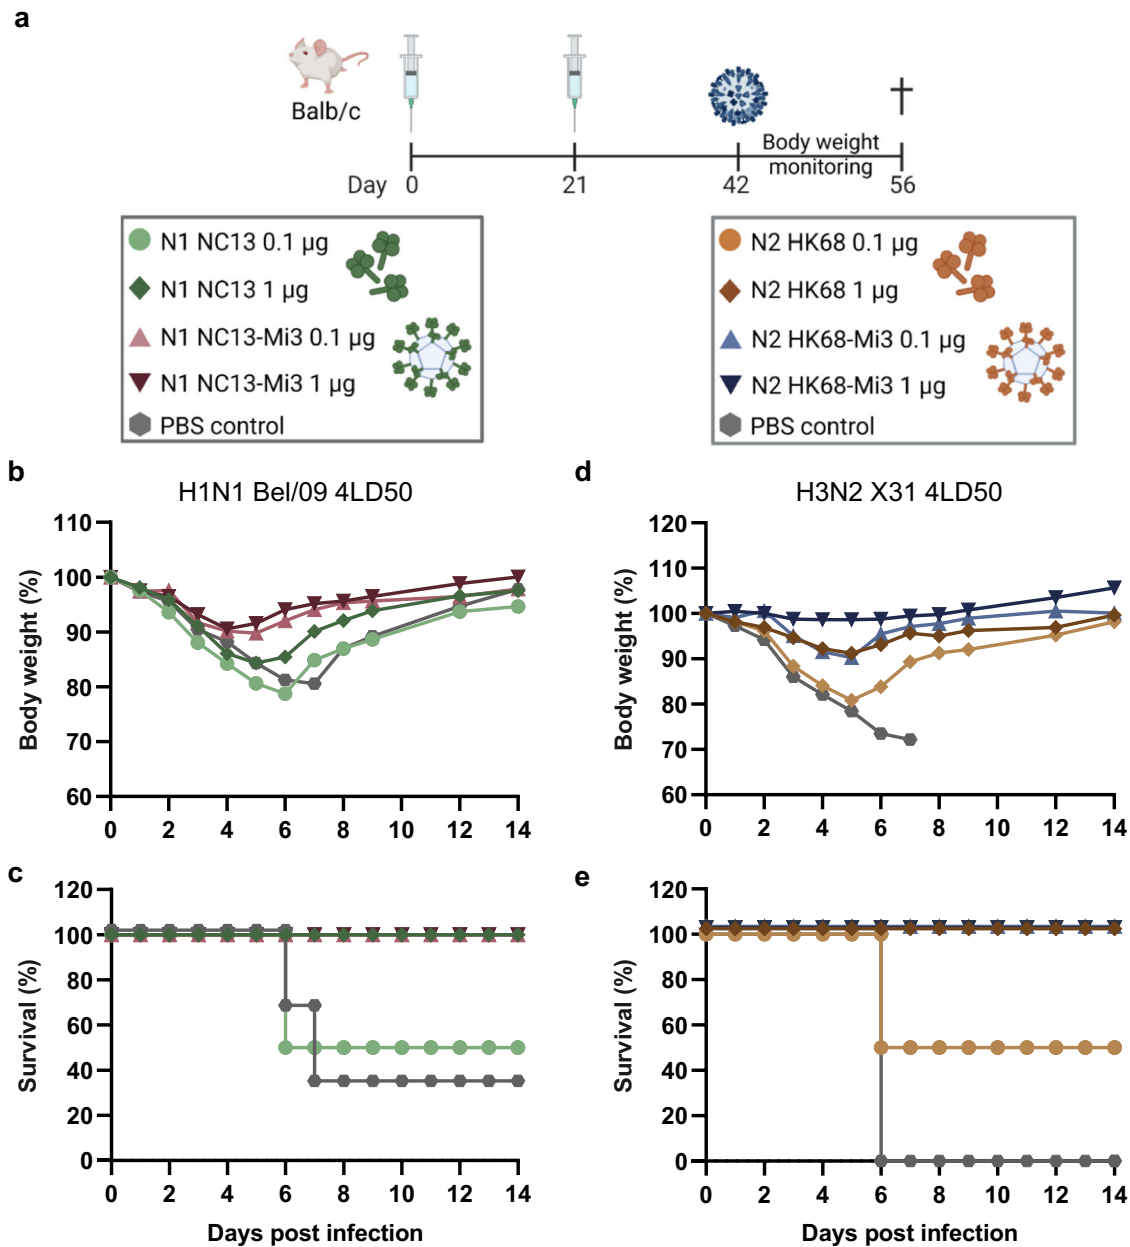 a
Balb/c
Body weight
monitoring
Day 0 21 42 56
N1 NC13 0.1 µg
N1 NC13 1 µg
N1 NC13-Mi3 0.1 µg
N1 NC13-Mi3 1 µg
PBS control
N2 HK68 0.1 µg
N2 HK68 1 µg
N2 HK68-Mi3 0.1 µg
N2 HK68-Mi3 1 µg
PBS control
b
H1N1 Bel/09 4LD50
Body weight (%)
110
100
90
80
70
60
0 2 4 6 8 10 12 14
d
H3N2 X31 4LD50
Body weight (%)
120
110
100
90
80
70
60
0 2 4 6 8 10 12 14
c
Survival (%)
120
100
80
60
40
20
0
0 2 4 6 8 10 12 14
Days post infection
e
Survival (%)
120
100
80
60
40
20
0
0 2 4 6 8 10 12 14
Days post infection